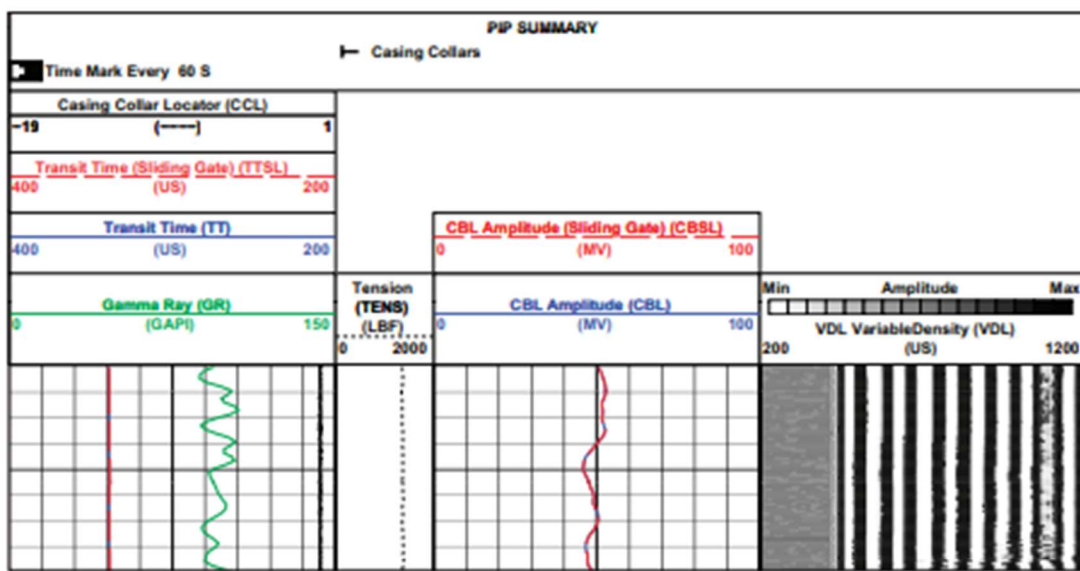 PIP SUMMARY
Casing Collars
Time Mark Every 60 S
Casing Collar Locator (CCL)
-19 (----) 1
Transit Time (Sliding Gate) (TTSL)
400 (US) 200
Transit Time (TT)
400 (US) 200
Gamma Ray (GR)
0 (GAPI) 150
Tension
(TENS)
(LBF)
0 2000
CBL Amplitude (Sliding Gate) (CBSL)
0 (MV) 100
CBL Amplitude (CBL)
0 (MV) 100
Min Amplitude Max
VDL VariableDensity (VDL)
200 (US) 1200